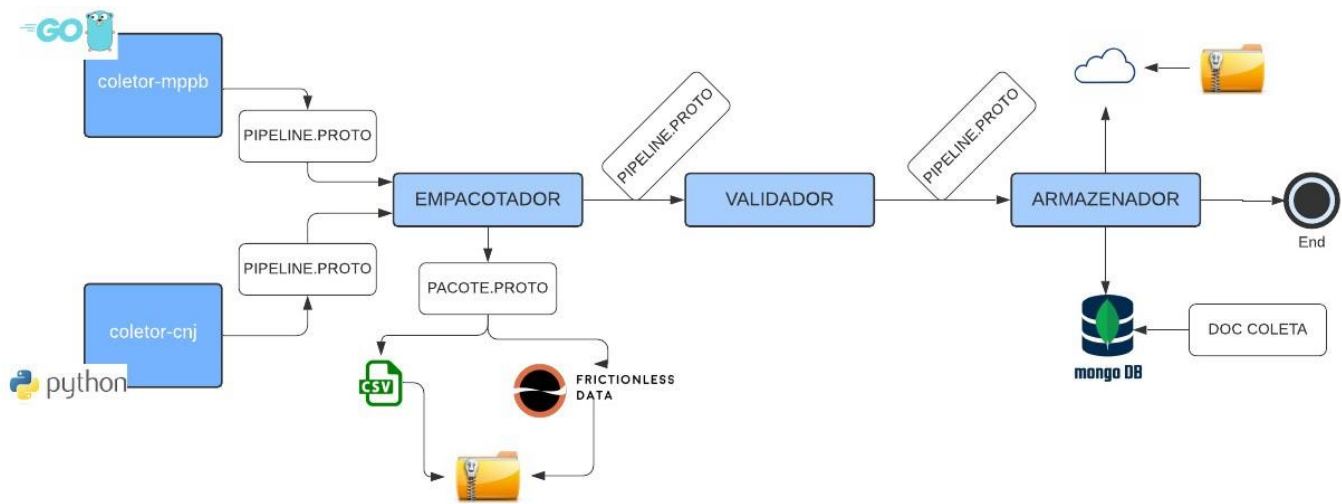 GO
coletor-mppb
PIPELINE.PROTO
PIPELINE.PROTO
PIPELINE.PROTO
EMPACOTADOR
VALIDADOR
ARMAZENADOR
End
PIPELINE.PROTO
PACOTE.PROTO
coletor-cnj
python
CSV
FRICTIONLESS
DATA
mongo DB
DOC COLETA